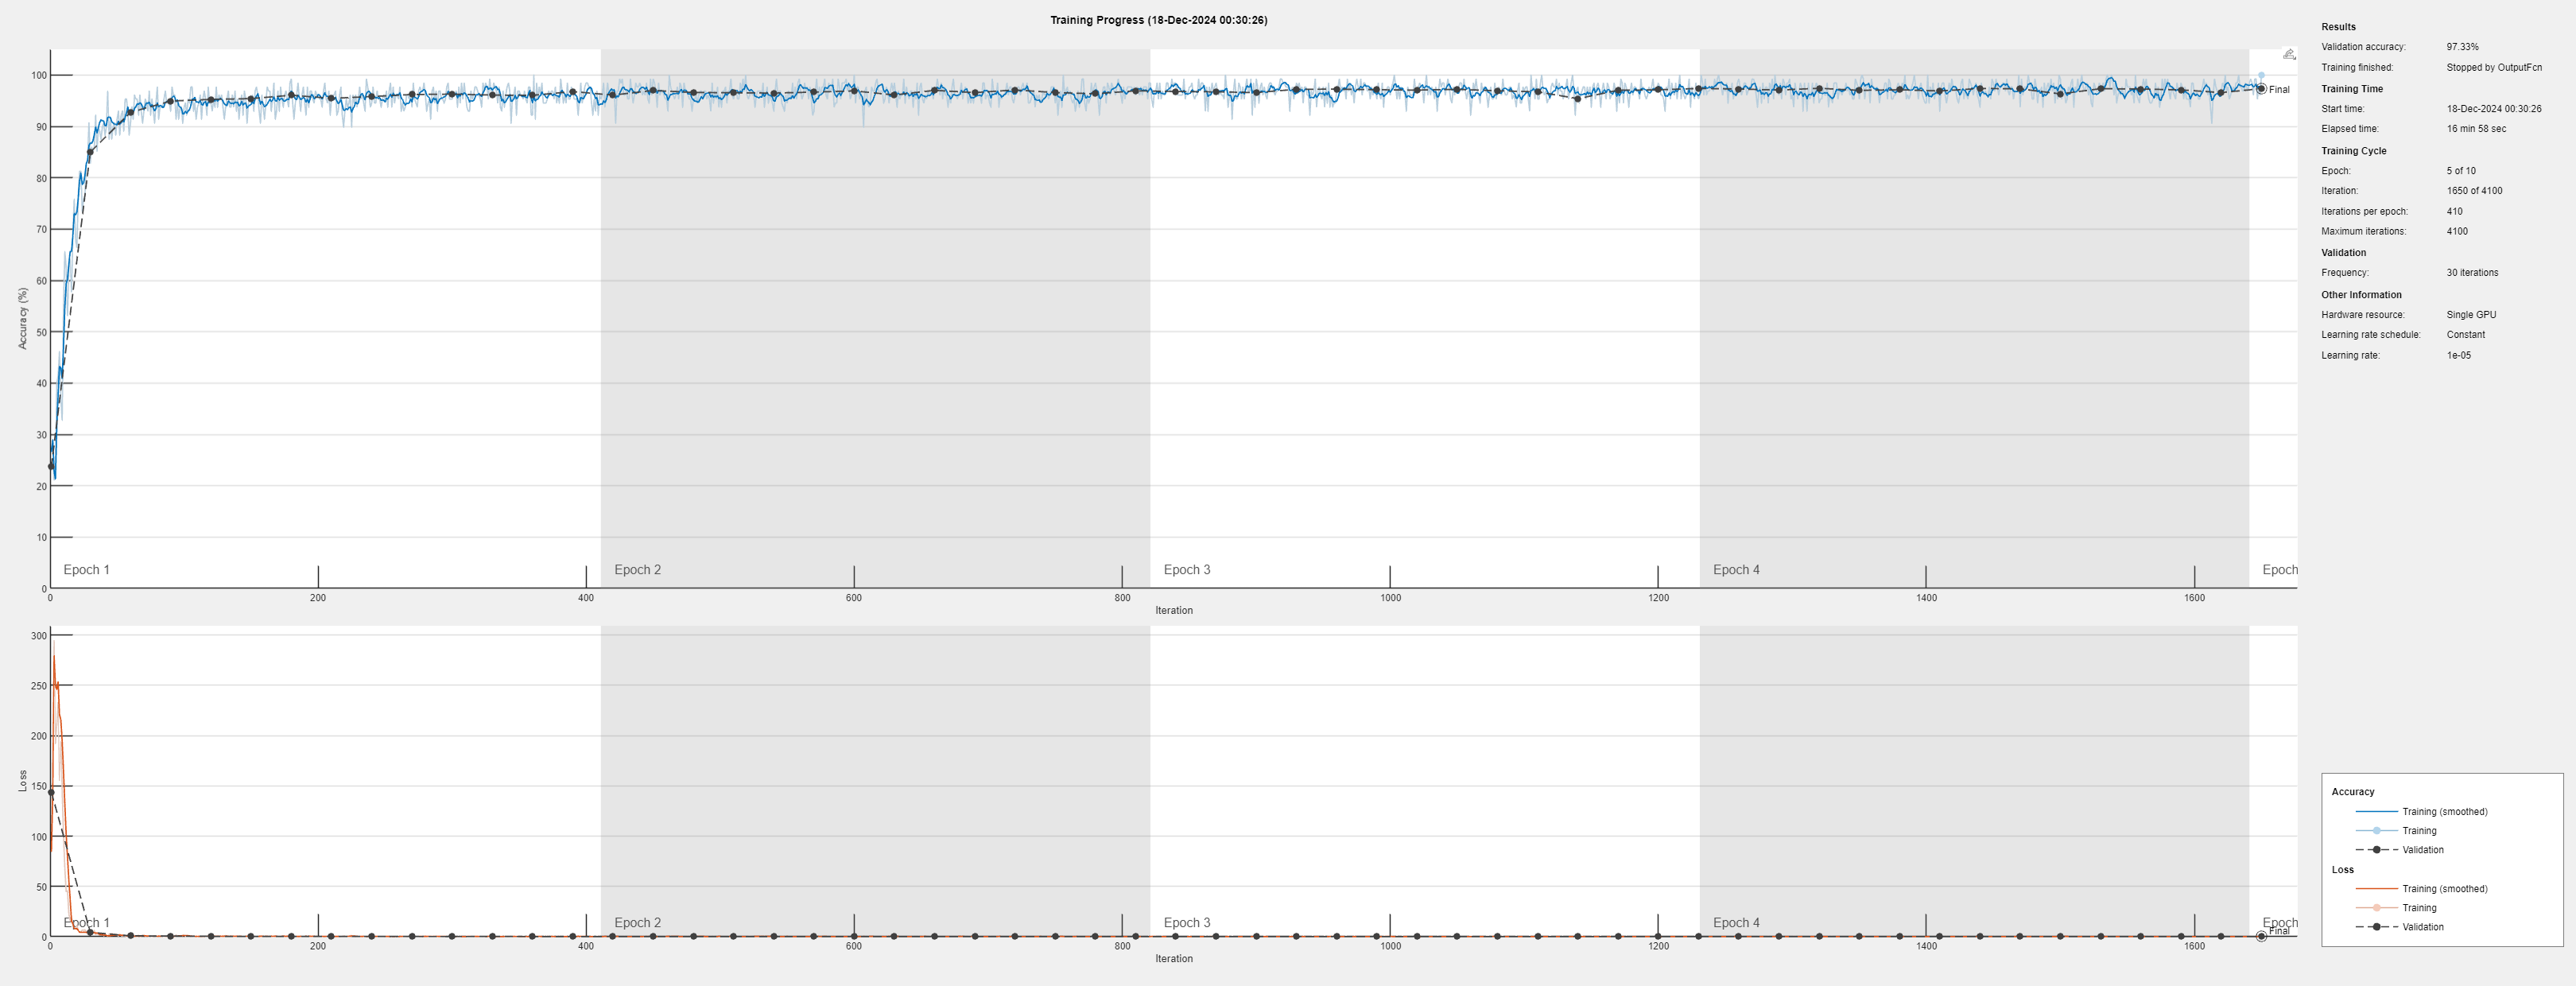 Training Progress (18-Dec-2024 00:30:26)
100
90
80
70
60
50
40
30
20
10
0
Accuracy (%)
Final
Epoch 1
Epoch 2
Epoch 3
Epoch 4
Epoch
0
200
400
600
800
1000
1200
1400
1600
Iteration
300
250
200
150
100
50
0
Loss
Epoch 1
Epoch 2
Epoch 3
Epoch 4
Epoch
Final
0
200
400
600
800
1000
1200
1400
1600
Iteration
Results
Validation accuracy: 97.33%
Training finished: Stopped by OutputFcn
Training Time
Start time: 18-Dec-2024 00:30:26
Elapsed time: 16 min 58 sec
Training Cycle
Epoch: 5 of 10
Iteration: 1650 of 4100
Iterations per epoch: 410
Maximum iterations: 4100
Validation
Frequency: 30 iterations
Other Information
Hardware resource: Single GPU
Learning rate schedule: Constant
Learning rate: 1e-05
Accuracy
Training (smoothed)
Training
Validation
Loss
Training (smoothed)
Training
Validation